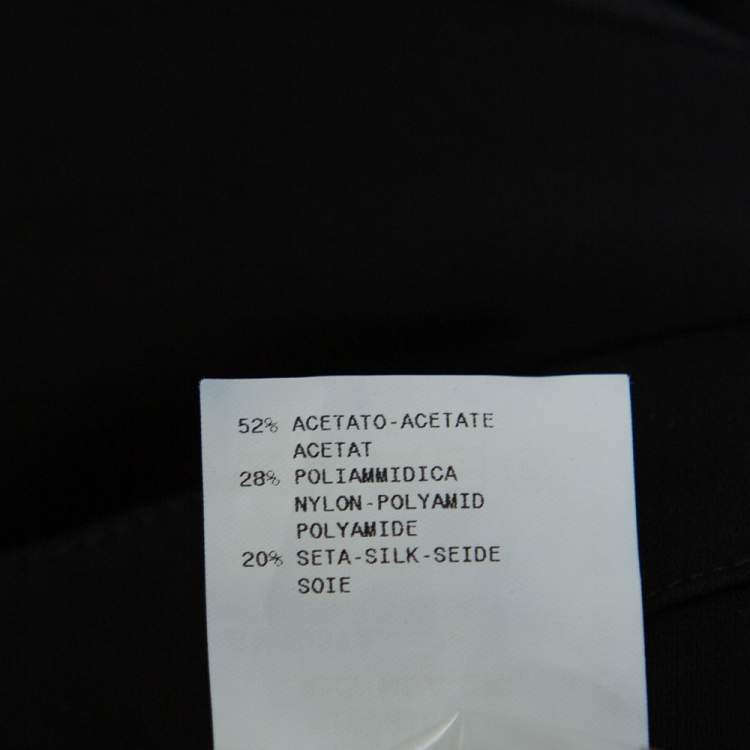 52% ACETATO-ACETATE
ACETAT
28% POLIAMMIDICA
NYLON-POLYAMID
POLYAMIDE
20% SETA-SILK-SEIDE
SOIE